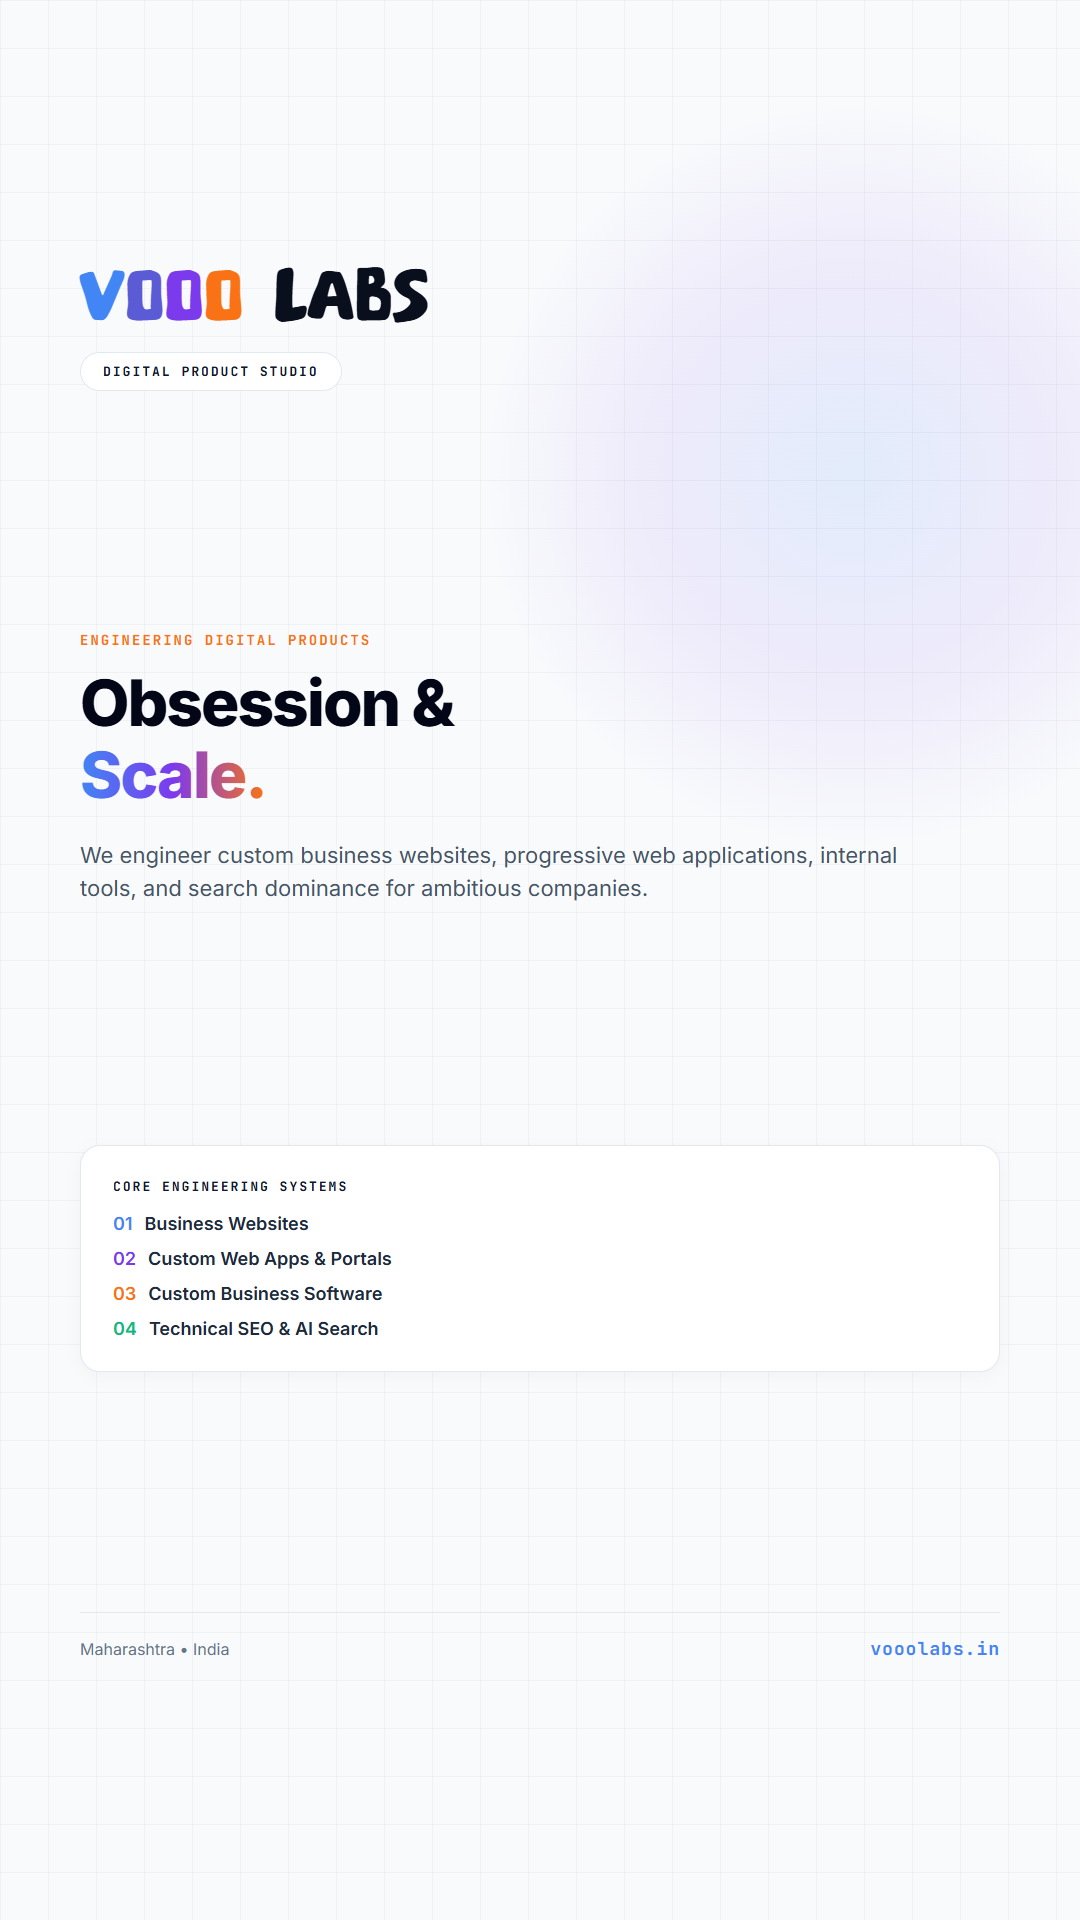 VOOO LABS
DIGITAL PRODUCT STUDIO
ENGINEERING DIGITAL PRODUCTS
Obsession &
Scale.
We engineer custom business websites, progressive web applications, internal
tools, and search dominance for ambitious companies.
CORE ENGINEERING SYSTEMS
01 Business Websites
02 Custom Web Apps & Portals
03 Custom Business Software
04 Technical SEO & AI Search
Maharashtra • India
vooolabs.in